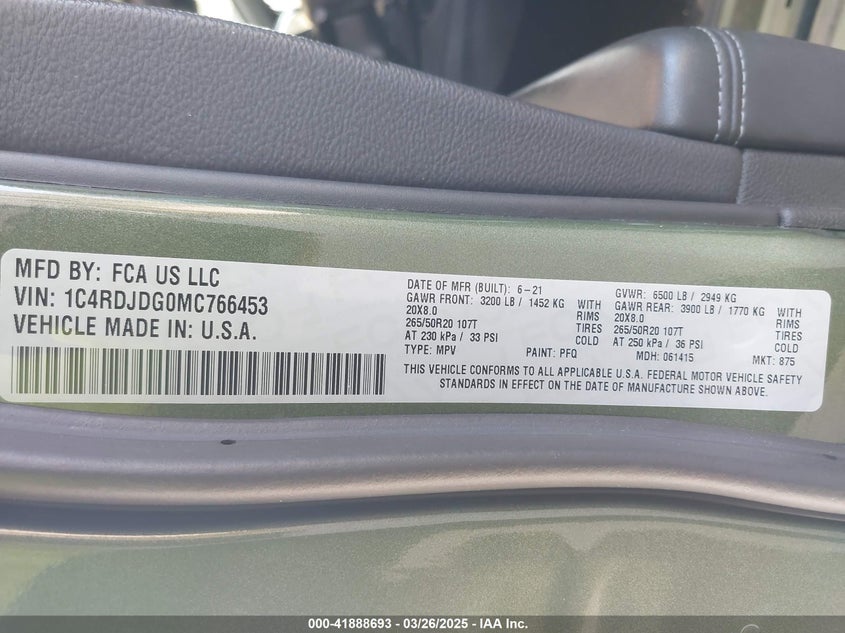 MFD BY: FCA US LLC
VIN: 1C4RDJDG0MC766453
VEHICLE MADE IN: U.S.A.
DATE OF MFR (BUILT): 6-21
GAWR FRONT: 3200 LB / 1452 KG WITH
20X8.0 RIMS
265/50R20 107T TIRES
AT 230 kPa / 33 PSI COLD
TYPE: MPV PAINT: PFQ
GVWR: 6500 LB / 2949 KG
GAWR REAR: 3900 LB / 1770 KG WITH
20X8.0 RIMS
265/50R20 107T TIRES
AT 250 kPa / 36 PSI COLD
MDH: 061415 MKT: 875
THIS VEHICLE CONFORMS TO ALL APPLICABLE U.S.A. FEDERAL MOTOR VEHICLE SAFETY
STANDARDS IN EFFECT ON THE DATE OF MANUFACTURE SHOWN ABOVE.
000-41888693 - 03/26/2025 - IAA Inc.